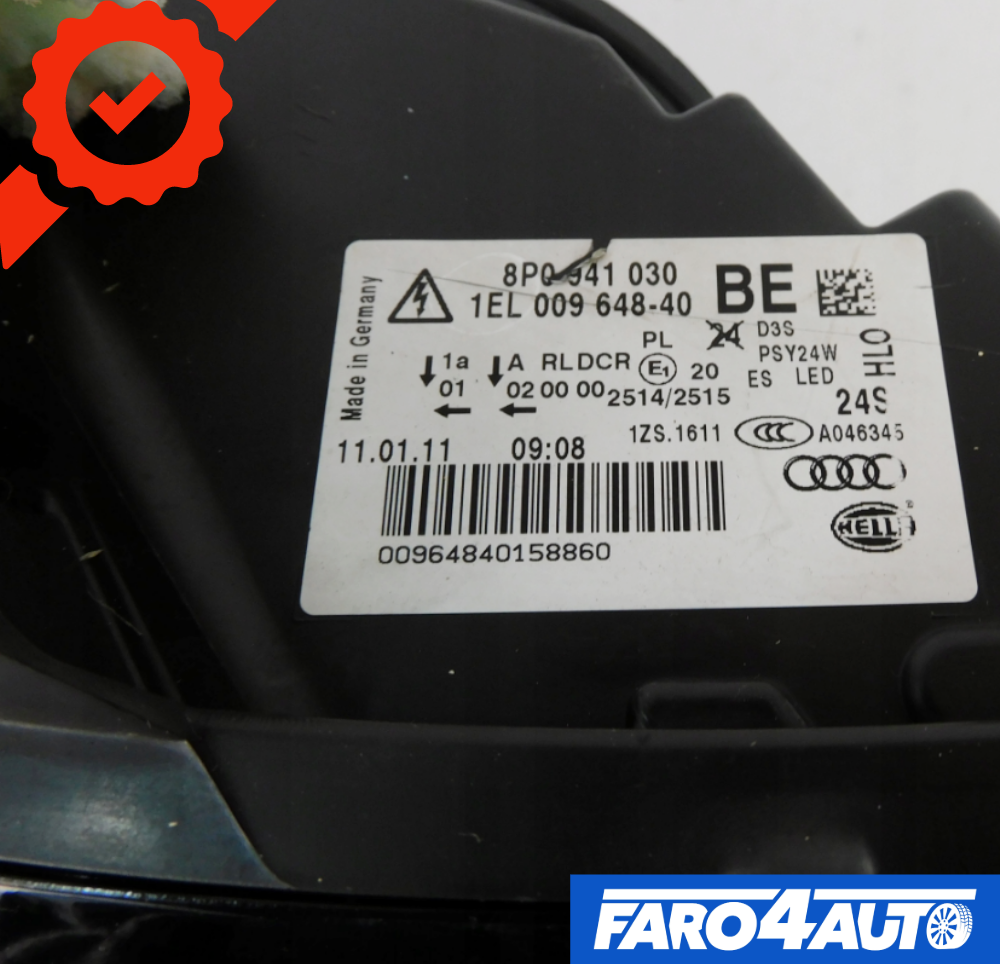 Made in Germany
8P0 941 030
1EL 009 648-40
BE
PL 24 D3S
PSY24W
HLO
1a A RLDCR E1 20 ES LED
01 02 00 00 2514/2515 24S
1ZS.1611 CCC A046345
11.01.11 09:08
00964840158860
HELLA
FARO4AUTO